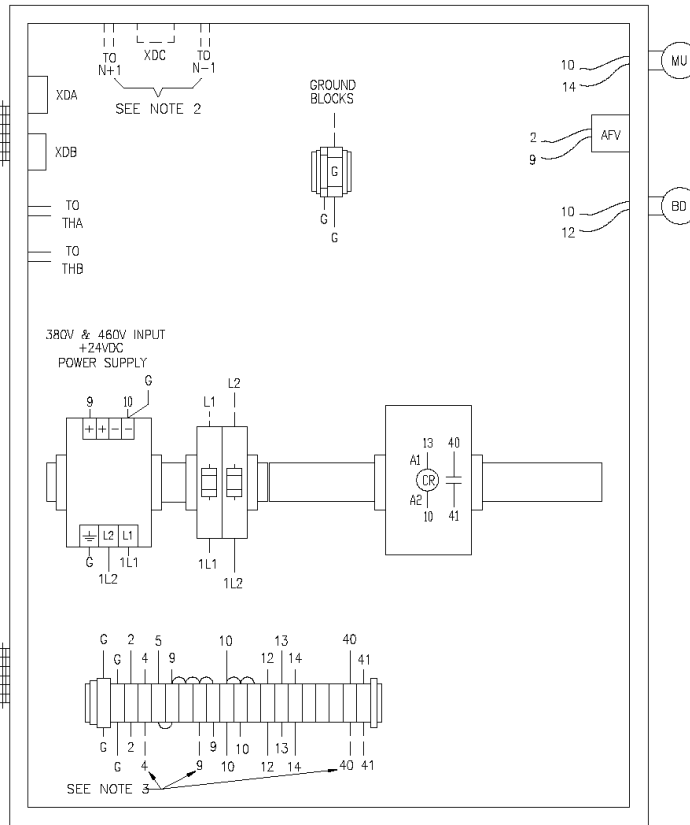 XDC
TO
N+1
TO
N-1
SEE NOTE 2
XDA
XDB
TO
THA
TO
THB
GROUND
BLOCKS
G
G
G
10
14
MU
2
9
AFV
10
12
BD
380V & 460V INPUT
+24VDC
POWER SUPPLY
G
9
10
+ + - -
L2 L1
G
1L1
1L2
L1
L2
1L1
1L2
13 40
A1
CR
A2
10 41
G 2 5 10 13 40
G 4 9 12 14 41
G 2 9 10 13
G 4 9 10 12 14 40 41
SEE NOTE 3